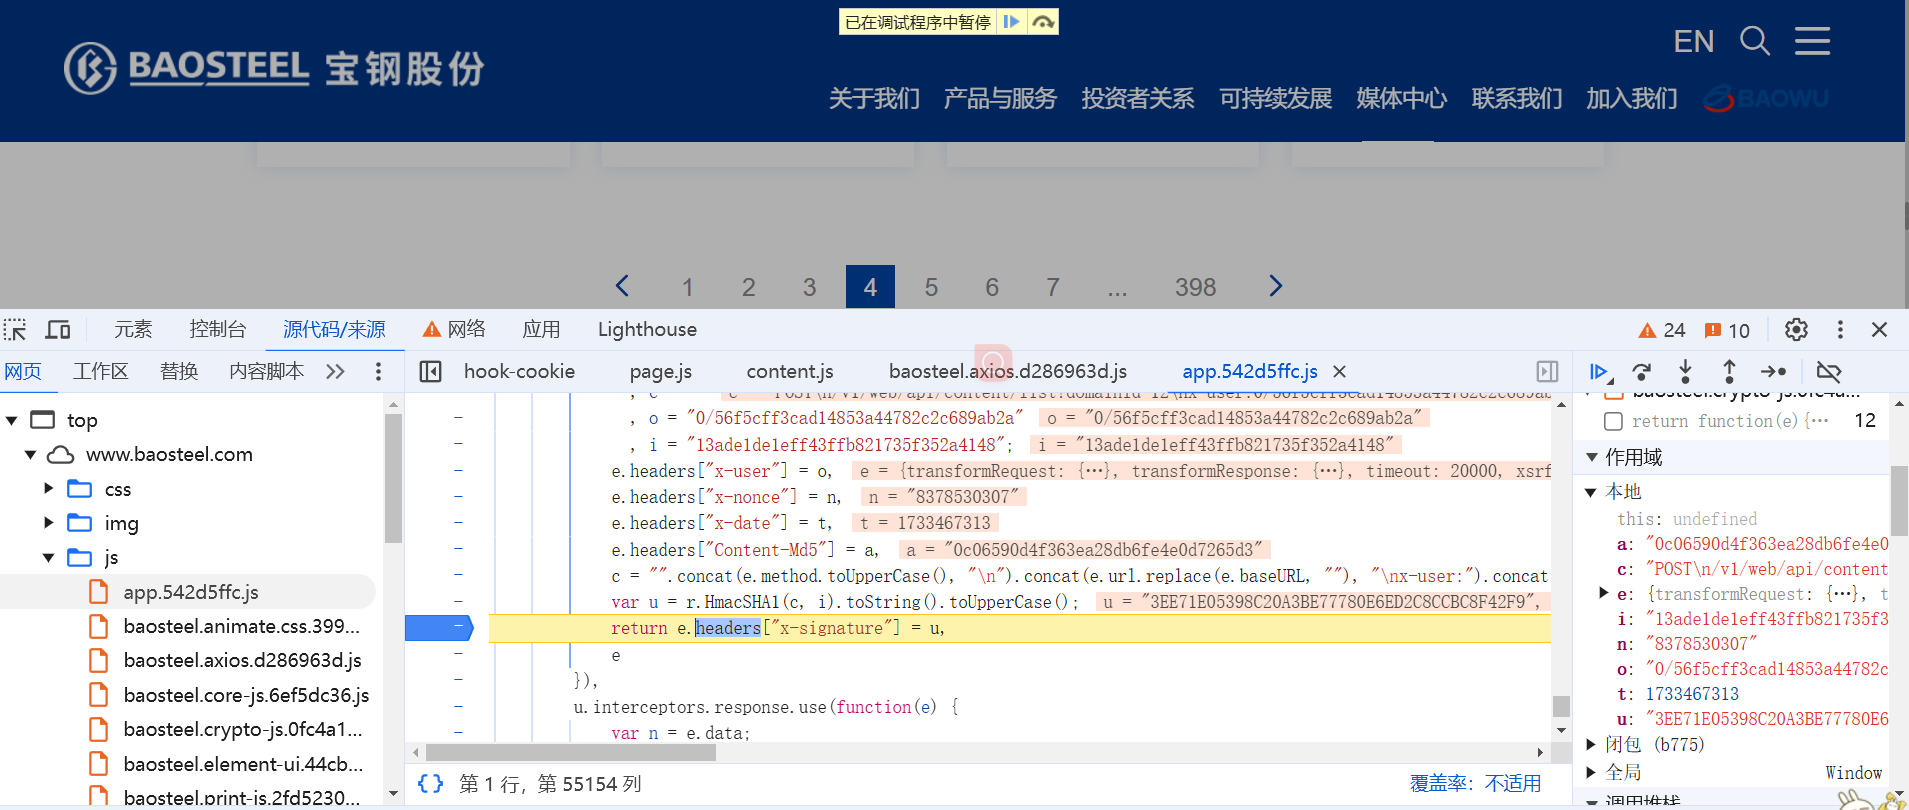 已在调试程序中暂停
EN
BAOSTEEL 宝钢股份
关于我们 产品与服务 投资者关系 可持续发展 媒体中心 联系我们 加入我们 BAOWU
1 2 3 4 5 6 7 ... 398
元素 控制台 源代码/来源 网络 应用 Lighthouse 24 10
网页 工作区 替换 内容脚本 hook-cookie page.js content.js baosteel.axios.d286963d.js app.542d5ffc.js
top
www.baosteel.com
css
img
js
app.542d5ffc.js
baosteel.animate.css.399...
baosteel.axios.d286963d.js
baosteel.core-js.6ef5dc36.js
baosteel.crypto-js.0fc4a1...
baosteel.element-ui.44cb...
baosteel.print-js.2fd5230...
, o = "0/56f5cff3cad14853a44782c2c689ab2a" o = "0/56f5cff3cad14853a44782c2c689ab2a"
, i = "13ade1de1eff43ffb821735f352a4148"; i = "13ade1de1eff43ffb821735f352a4148"
e.headers["x-user"] = o, e = {transformRequest: {…}, transformResponse: {…}, timeout: 20000, xsrf
e.headers["x-nonce"] = n, n = "8378530307"
e.headers["x-date"] = t, t = 1733467313
e.headers["Content-Md5"] = a, a = "0c06590d4f363ea28db6fe4e0d7265d3"
c = "".concat(e.method.toUpperCase(), "\n").concat(e.url.replace(e.baseURL, ""), "\nx-user:").concat
var u = r.HmacSHA1(c, i).toString().toUpperCase(); u = "3EE71E05398C20A3BE77780E6ED2C8CCBC8F42F9",
return e.headers["x-signature"] = u,
e
}),
u.interceptors.response.use(function(e) {
var n = e.data;
第 1 行，第 55154 列
覆盖率：不适用
return function(e){… 12
作用域
本地
this: undefined
a: "0c06590d4f363ea28db6fe4e0
c: "POST\n/v1/web/api/content
e: {transformRequest: {…}, t
i: "13ade1de1eff43ffb821735f3
n: "8378530307"
o: "0/56f5cff3cad14853a44782c
t: 1733467313
u: "3EE71E05398C20A3BE77780E6
闭包 (b775)
全局 Window
调用堆栈